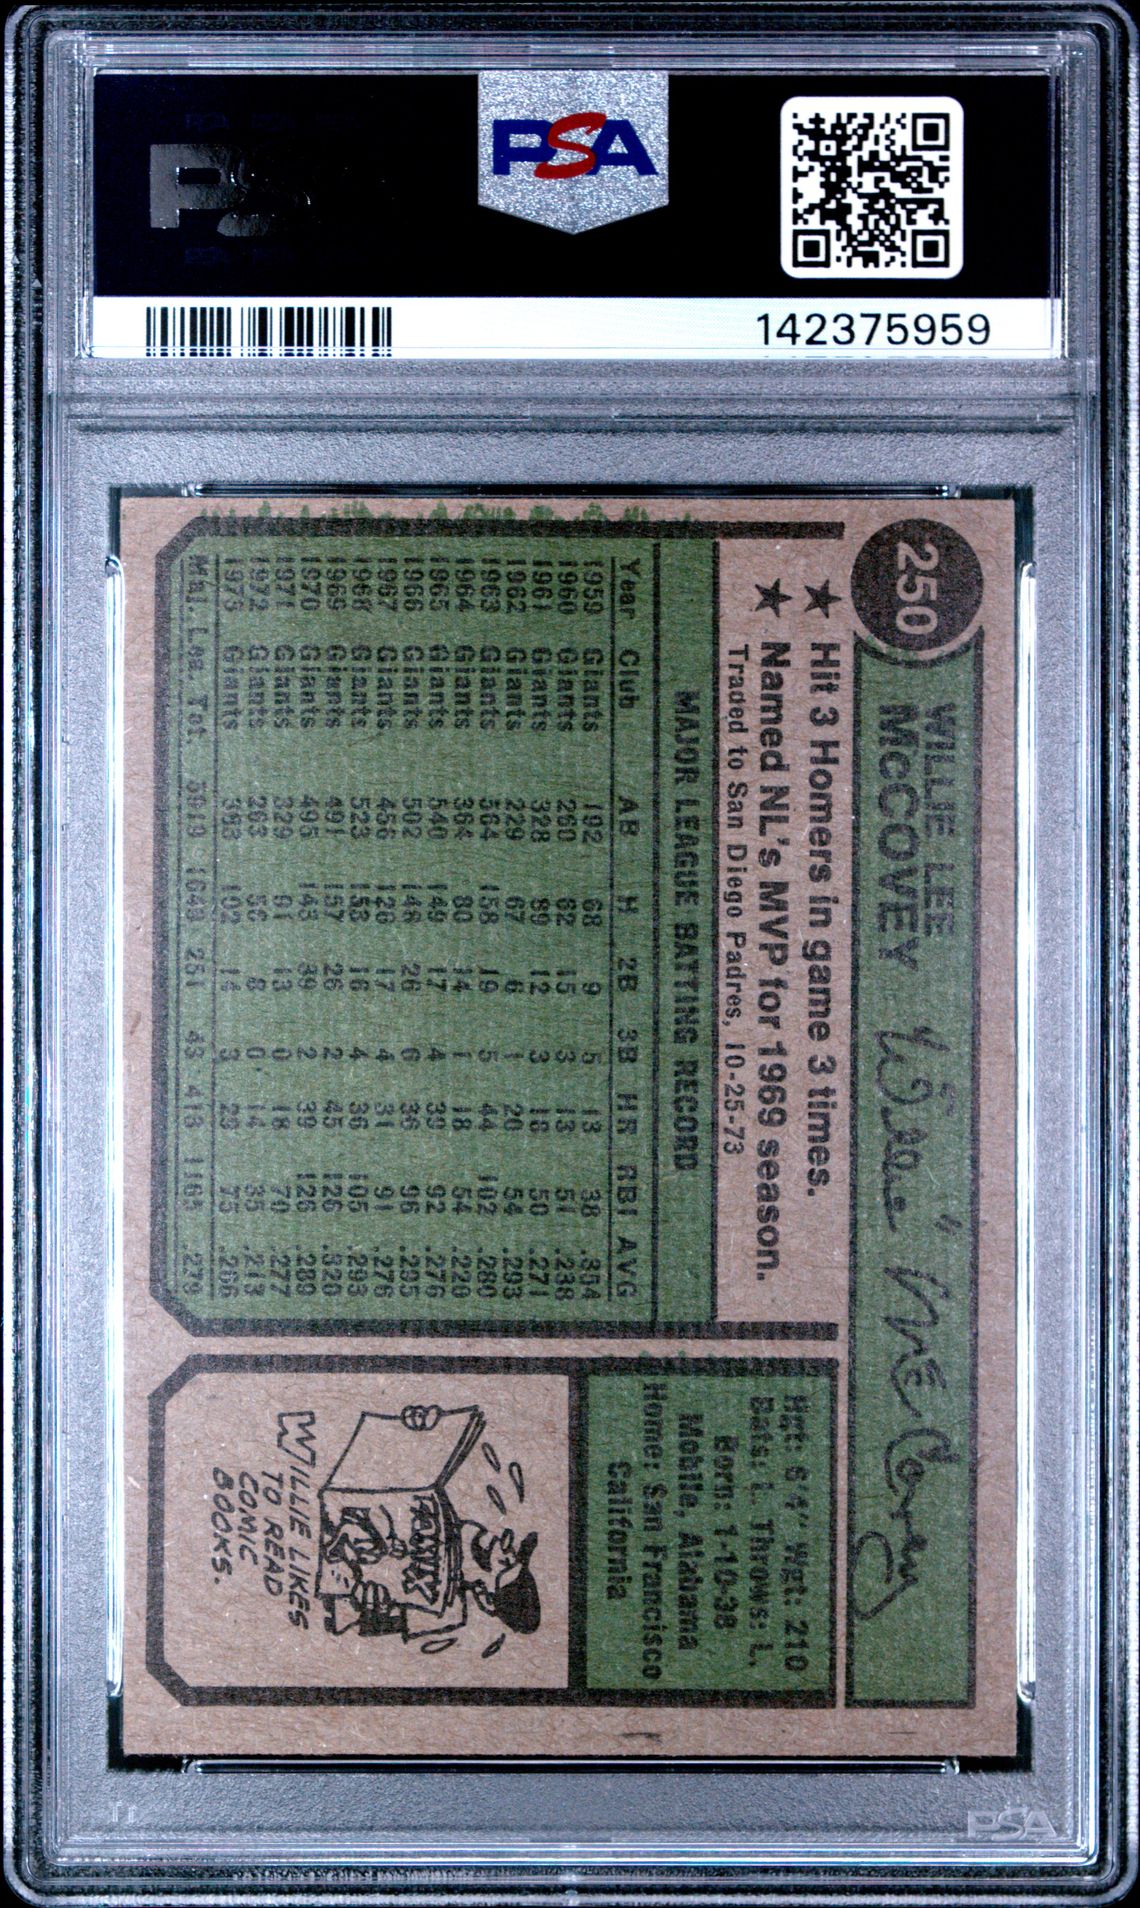 PSA
142375959
250
WILLIE LEE
McCOVEY
Willie McCovey
★ Hit 3 Homers in game 3 times.
★ Named NL's MVP for 1969 season.
Traded to San Diego Padres, 10-25-73
MAJOR LEAGUE BATTING RECORD
Year Club AB H 2B 3B HR RBI AVG
1959 Giants 192 68 9 5 13 38 .354
1960 Giants 260 62 15 3 13 51 .238
1961 Giants 328 89 12 3 18 50 .271
1962 Giants 229 67 6 1 20 54 .293
1963 Giants 564 158 19 5 44 102 .280
1964 Giants 364 80 14 1 18 54 .220
1965 Giants 540 149 17 4 39 92 .276
1966 Giants 502 148 26 6 36 96 .295
1967 Giants 456 126 17 4 31 91 .276
1968 Giants 523 153 16 4 36 105 .293
1969 Giants 491 157 26 2 45 126 .320
1970 Giants 495 143 39 2 39 126 .289
1971 Giants 329 91 13 0 18 70 .277
1972 Giants 263 56 8 0 14 35 .213
1973 Giants 383 102 14 3 29 75 .266
Maj. Lea. Tot. 5919 1649 251 43 413 1165 .279
Hgt: 6'4" Wgt: 210
Bats: L. Throws: L.
Born: 1-10-38
Mobile, Alabama
Home: San Francisco
California
WILLIE LIKES
TO READ
COMIC
BOOKS.
PSA